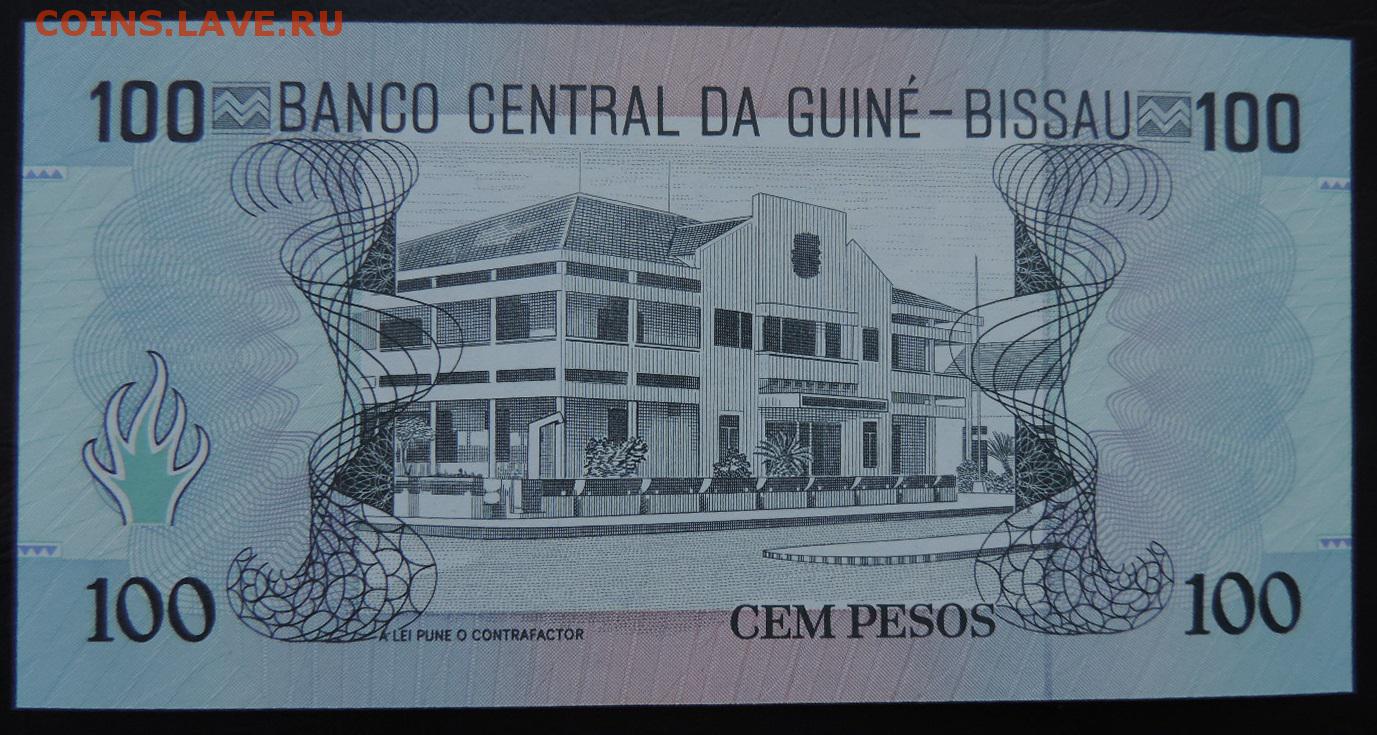 COINS.LAVE.RU
100 BANCO CENTRAL DA GUINÉ-BISSAU 100
100 A LEI PUNE O CONTRAFACTOR CEM PESOS 100